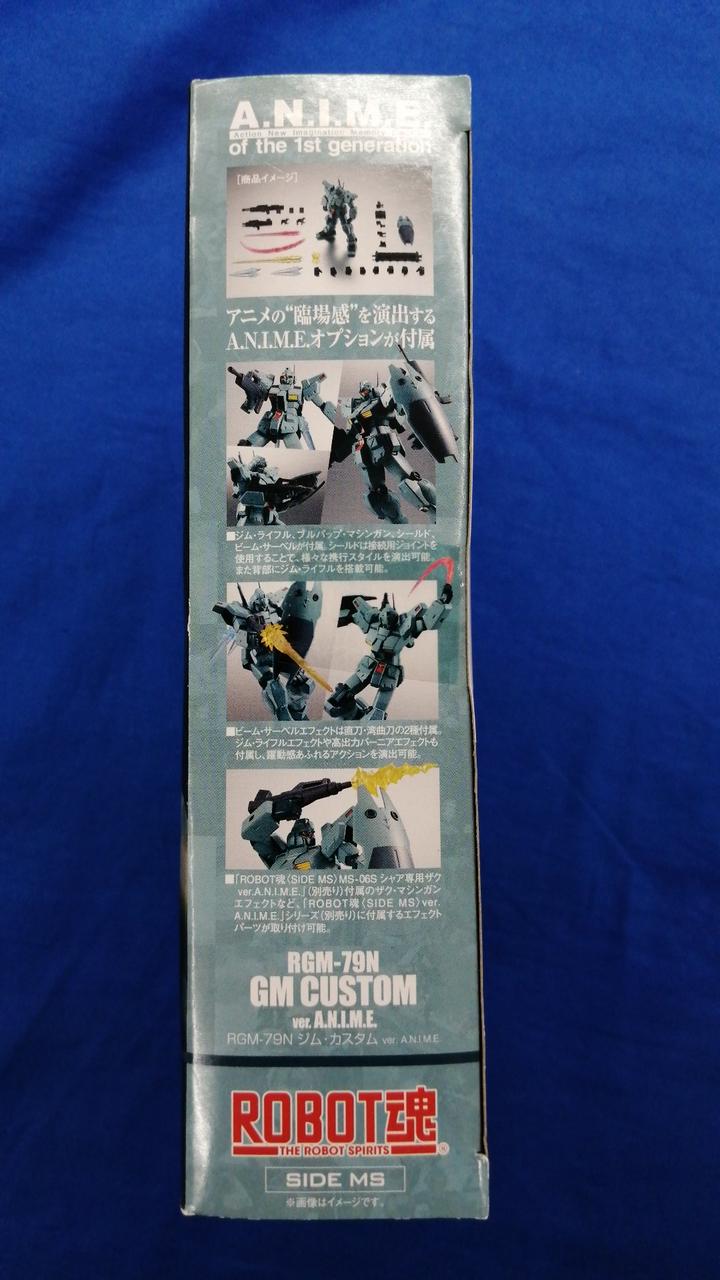 A.N.I.M.E.
Action New Imagination Memory
of the 1st generation
［商品イメージ］
アニメの“臨場感”を演出する
A.N.I.M.E.オプションが付属
■ジム・ライフル、ブルパップ・マシンガン、シールド、
ビーム・サーベルが付属。シールドは接続用ジョイントを
使用することで、様々な携行スタイルを演出可能。
また背部にジム・ライフルを搭載可能。
■ビーム・サーベルエフェクトは直刀・湾曲刀の2種付属。
ジム・ライフルエフェクトや高出力バーニアエフェクトも
付属し、躍動感あふれるアクションを演出可能。
■「ROBOT魂〈SIDE MS〉MS-06S シャア専用ザク
ver.A.N.I.M.E.」（別売り）付属のザク・マシンガン
エフェクトなど、「ROBOT魂〈SIDE MS〉ver.
A.N.I.M.E.」シリーズ（別売り）に付属するエフェクト
パーツが取り付け可能。
RGM-79N
GM CUSTOM
ver. A.N.I.M.E.
RGM-79N ジム・カスタム ver. A.N.I.M.E.
ROBOT魂
THE ROBOT SPIRITS ®
SIDE MS
※画像はイメージです。